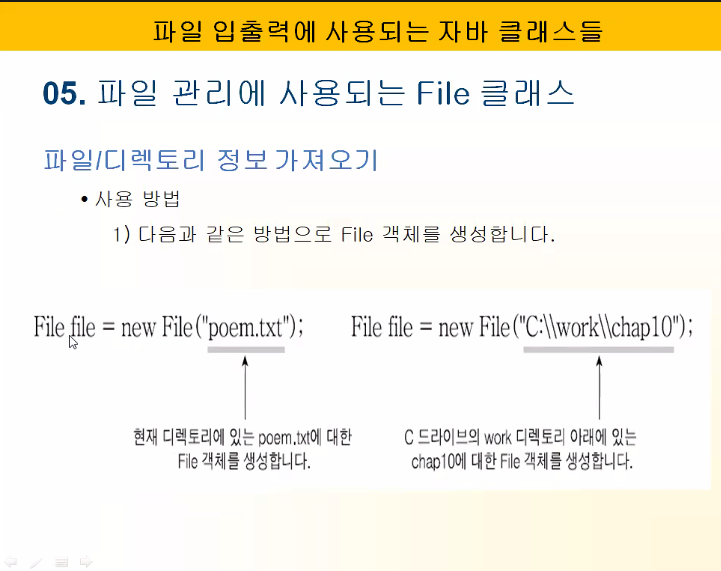 파일 입출력에 사용되는 자바 클래스들
05. 파일 관리에 사용되는 File 클래스
파일/디렉토리 정보 가져오기
• 사용 방법
1) 다음과 같은 방법으로 File 객체를 생성합니다.
File file = new File("poem.txt");
File file = new File("C:\\work\\chap10");
현재 디렉토리에 있는 poem.txt에 대한
File 객체를 생성합니다.
C 드라이브의 work 디렉토리 아래에 있는
chap10에 대한 File 객체를 생성합니다.